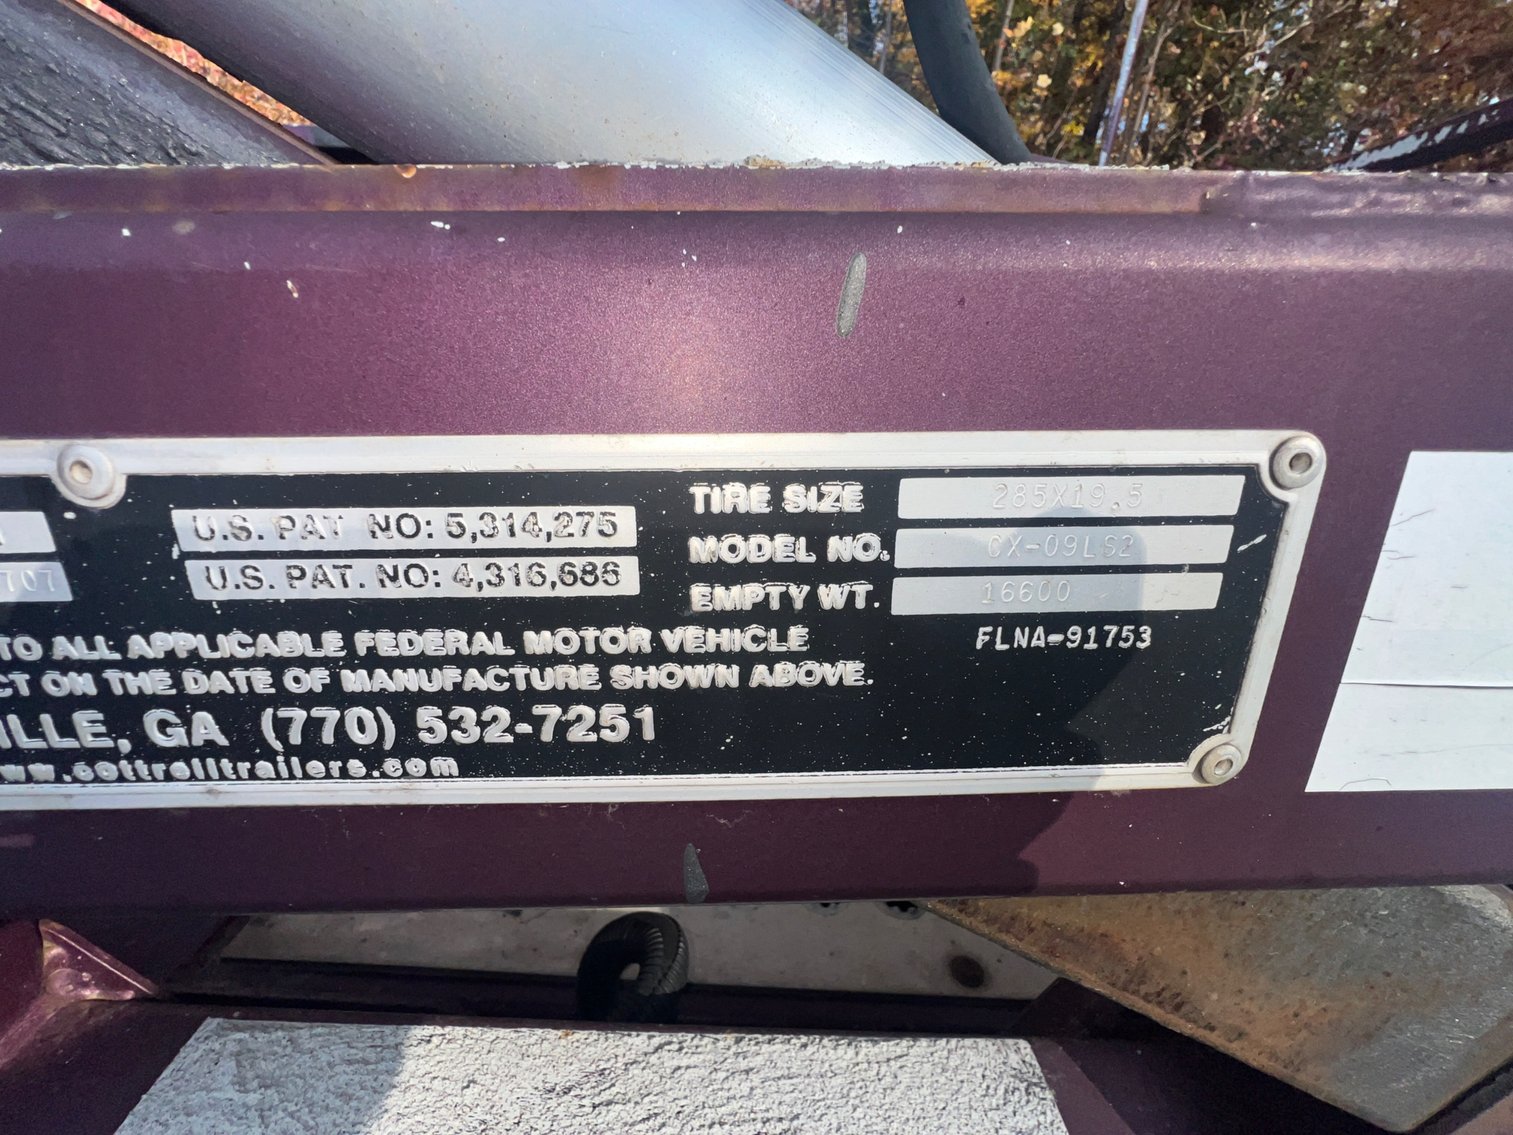 U.S. PAT NO: 5,314,275
U.S. PAT. NO: 4,316,686
TIRE SIZE 285X19.5
MODEL NO. CX-09LS2
EMPTY WT. 16600
FLNA-91753
707
TO ALL APPLICABLE FEDERAL MOTOR VEHICLE
CT ON THE DATE OF MANUFACTURE SHOWN ABOVE.
ILLE, GA (770) 532-7251
ww.cottrelltrailers.com